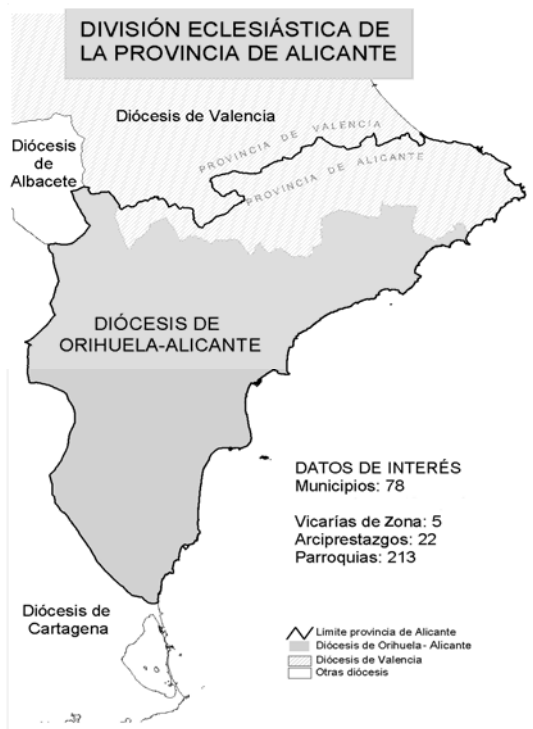 DIVISIÓN ECLESIÁSTICA DE
LA PROVINCIA DE ALICANTE
Diócesis de Valencia
Diócesis
de
Albacete
PROVINCIA DE VALENCIA
PROVINCIA DE ALICANTE
DIÓCESIS DE
ORIHUELA-ALICANTE
DATOS DE INTERÉS
Municipios: 78
Vicarías de Zona: 5
Arciprestazgos: 22
Parroquias: 213
Diócesis de
Cartagena
Límite provincia de Alicante
Diócesis de Orihuela- Alicante
Diócesis de Valencia
Otras diócesis